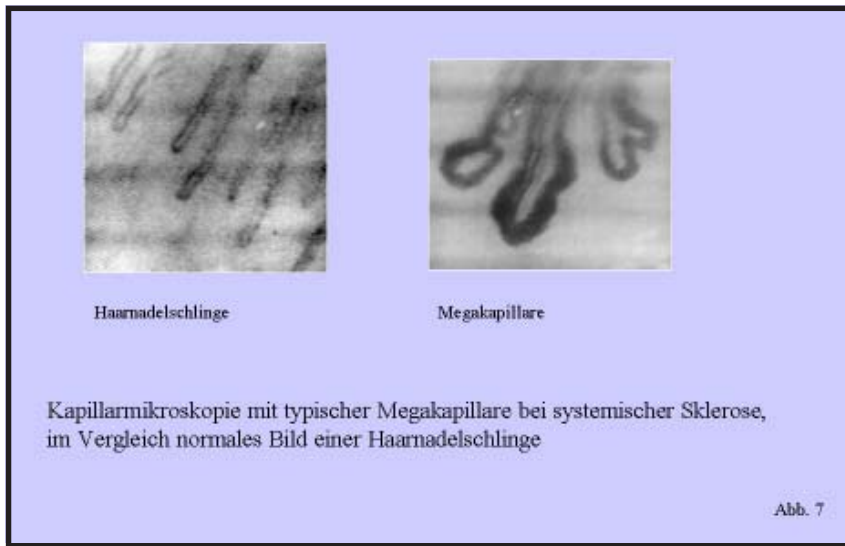 Haarnadelschlinge
Megakapillare
Kapillarmikroskopie mit typischer Megakapillare bei systemischer Sklerose,
im Vergleich normales Bild einer Haarnadelschlinge
Abb. 7